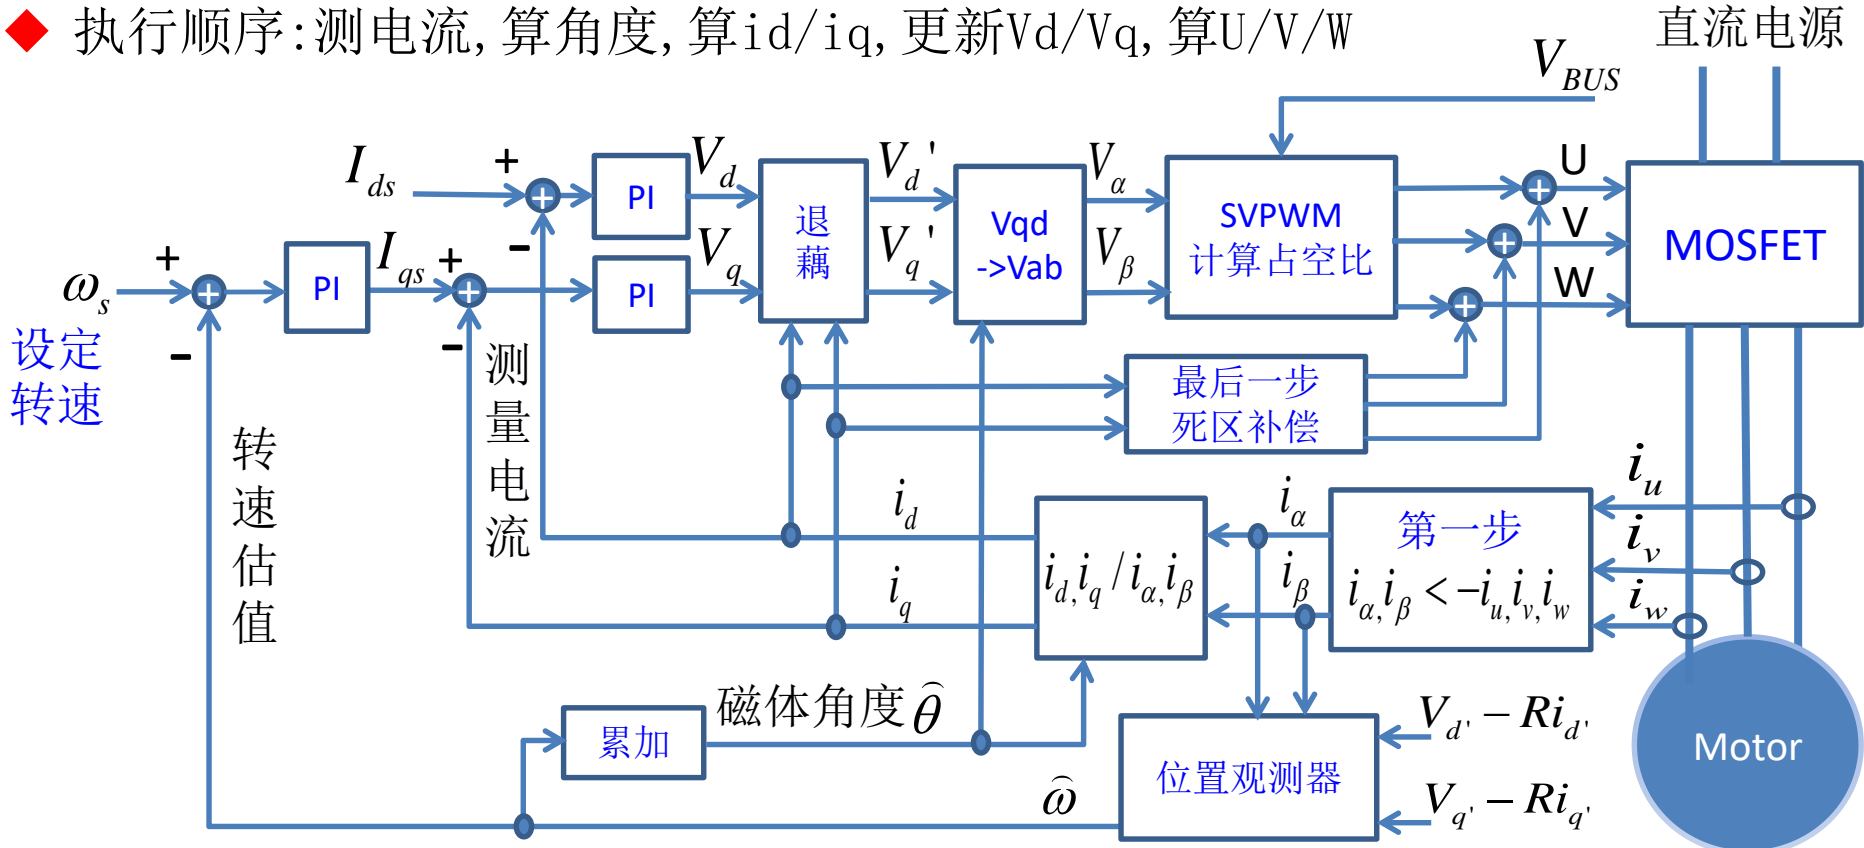 执行顺序:测电流,算角度,算id/iq,更新Vd/Vq,算U/V/W
直流电源
V_BUS
I_ds
+
-
PI
V_d
退
藕
V_d'
Vqd
->Vab
V_α
SVPWM
计算占空比
U
V
W
MOSFET
ω_s
设定
转速
+
-
PI
I_qs
+
-
PI
V_q
V_q'
V_β
测量电流
转速估值
最后一步
死区补偿
i_d
i_q
i_d, i_q / i_α, i_β
i_α
i_β
第一步
i_α, i_β <-i_u, i_v, i_w
i_u
i_v
i_w
累加
磁体角度 θ̂
ω̂
位置观测器
V_d' - Ri_d'
V_q' - Ri_q'
Motor